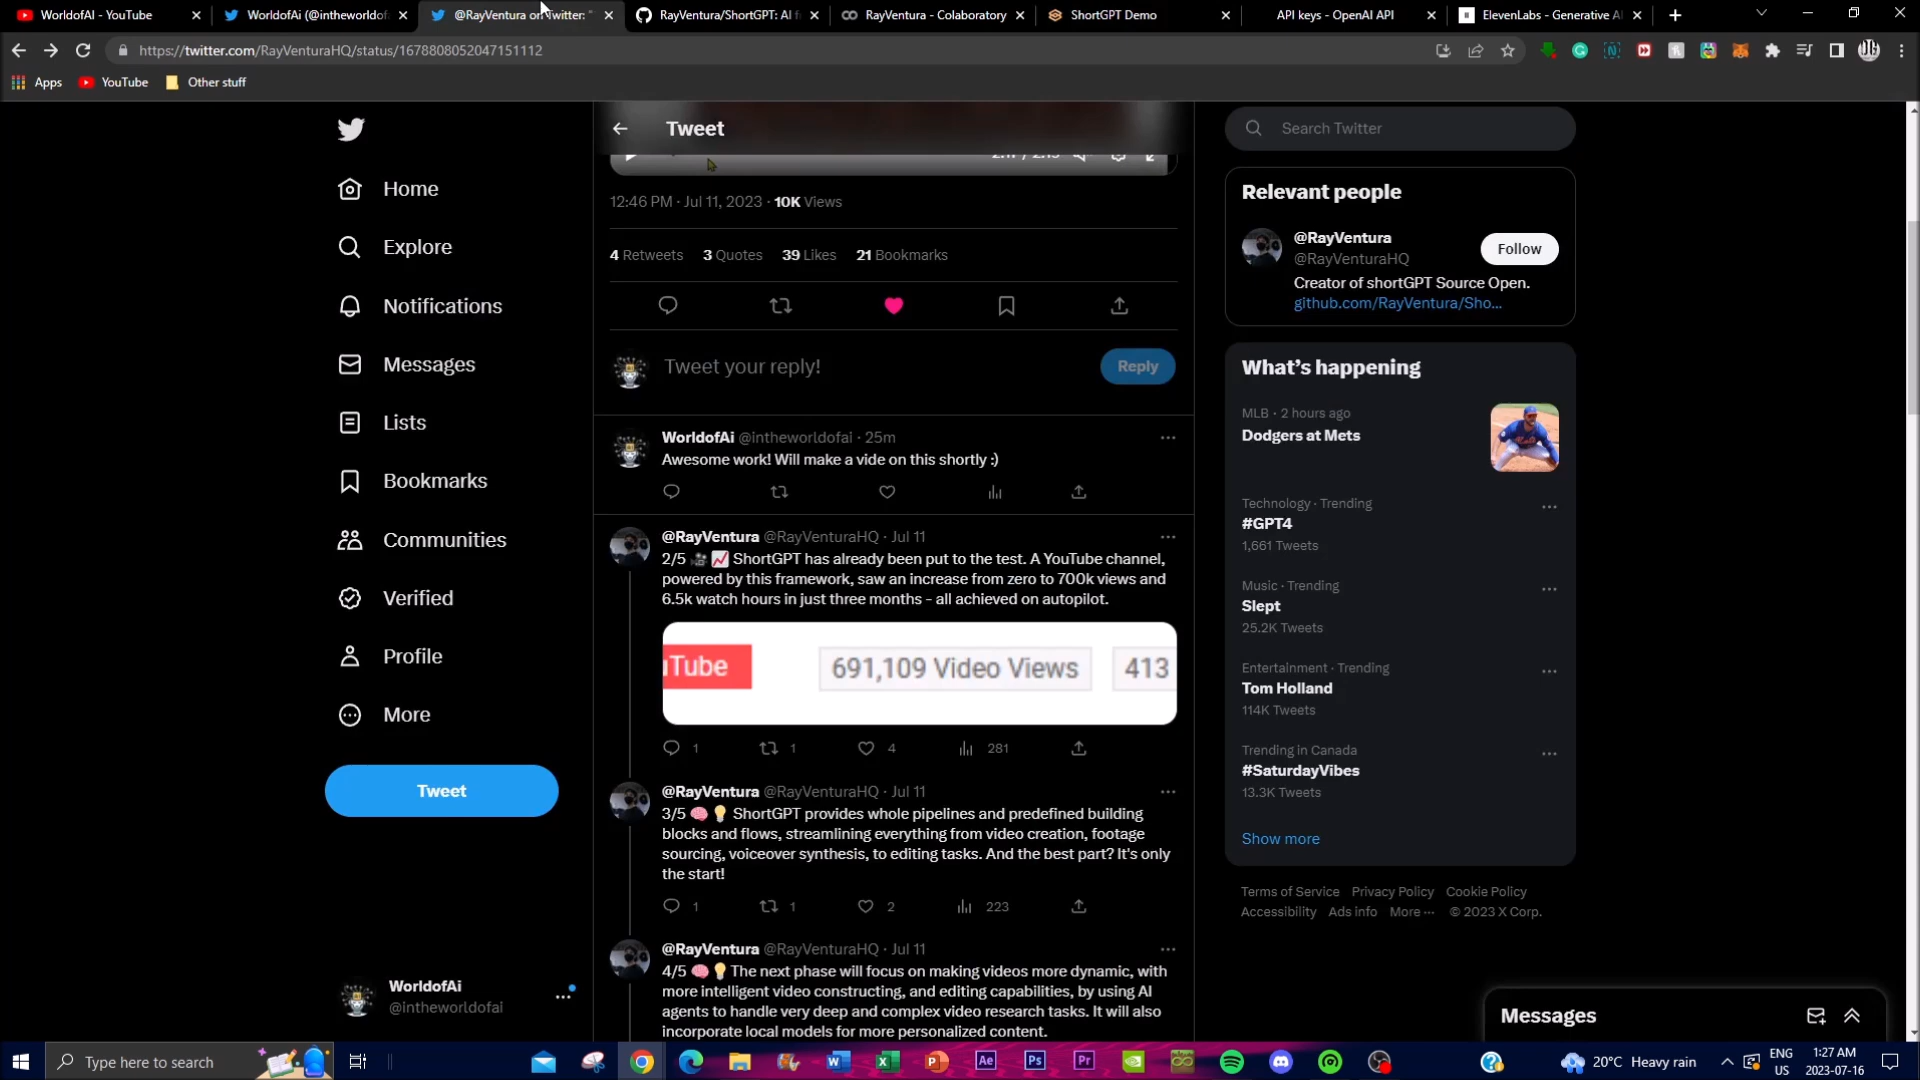 WorldofAI - YouTube
WorldofAi (@intheworldof
@RayVentura on Twitter: "
RayVentura/ShortGPT: AI f
RayVentura - Colaboratory
ShortGPT Demo
API keys - OpenAI API
ElevenLabs - Generative AI
https://twitter.com/RayVenturaHQ/status/1678808052047151112
Apps
YouTube
Other stuff
Home
Explore
Notifications
Messages
Lists
Bookmarks
Communities
Verified
Profile
More
Tweet
WorldofAi
@intheworldofai
Tweet
12:46 PM · Jul 11, 2023 · 10K Views
4 Retweets 3 Quotes 39 Likes 21 Bookmarks
Tweet your reply!
Reply
WorldofAi @intheworldofai · 25m
Awesome work! Will make a vide on this shortly :)
@RayVentura @RayVenturaHQ · Jul 11
2/5 🎥 📈 ShortGPT has already been put to the test. A YouTube channel,
powered by this framework, saw an increase from zero to 700k views and
6.5k watch hours in just three months - all achieved on autopilot.
uTube 691,109 Video Views 413
1 1 4 281
@RayVentura @RayVenturaHQ · Jul 11
3/5 🧠 💡 ShortGPT provides whole pipelines and predefined building
blocks and flows, streamlining everything from video creation, footage
sourcing, voiceover synthesis, to editing tasks. And the best part? It's only
the start!
1 1 2 223
@RayVentura @RayVenturaHQ · Jul 11
4/5 🧠 💡The next phase will focus on making videos more dynamic, with
more intelligent video constructing, and editing capabilities, by using AI
agents to handle very deep and complex video research tasks. It will also
incorporate local models for more personalized content.
Search Twitter
Relevant people
@RayVentura
@RayVenturaHQ
Follow
Creator of shortGPT Source Open.
github.com/RayVentura/Sho...
What's happening
MLB · 2 hours ago
Dodgers at Mets
Technology · Trending
#GPT4
1,661 Tweets
Music · Trending
Slept
25.2K Tweets
Entertainment · Trending
Tom Holland
114K Tweets
Trending in Canada
#SaturdayVibes
13.3K Tweets
Show more
Terms of Service Privacy Policy Cookie Policy
Accessibility Ads info More ··· © 2023 X Corp.
Messages
Type here to search
20°C Heavy rain
ENG
US
1:27 AM
2023-07-16